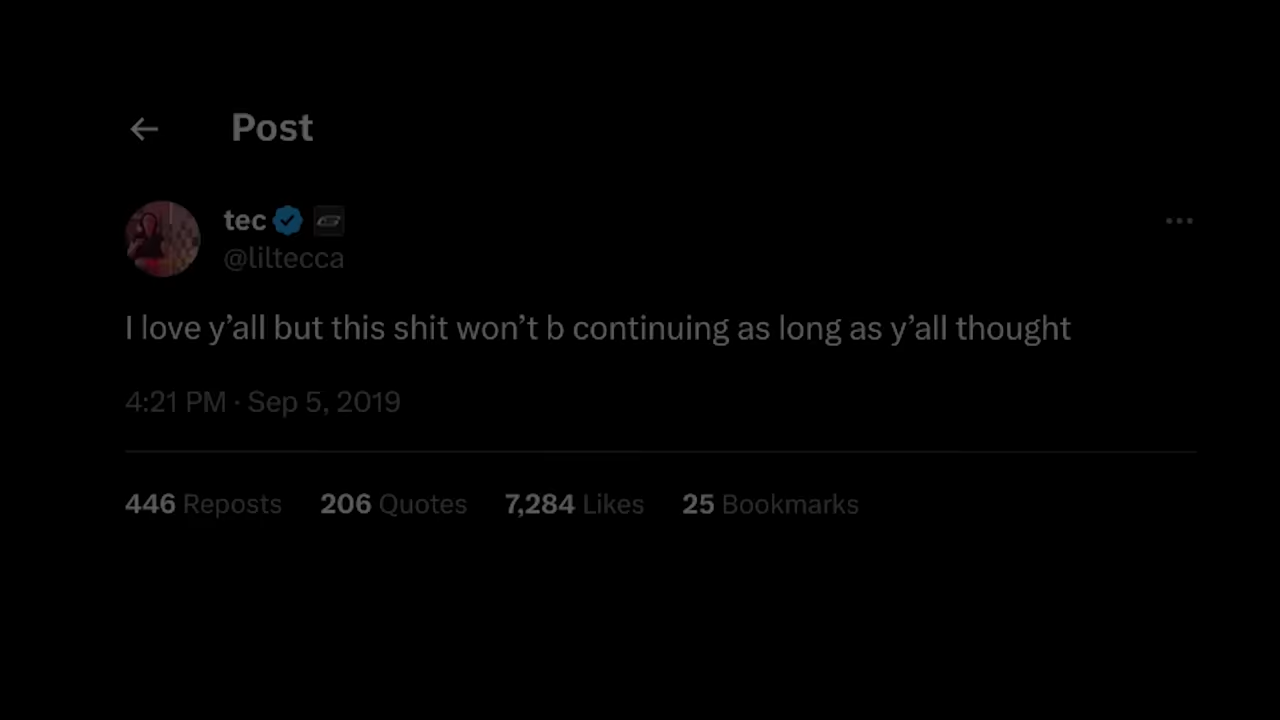 Post
tec
@liltecca
I love y’all but this shit won’t b continuing as long as y’all thought
4:21 PM · Sep 5, 2019
446 Reposts 206 Quotes 7,284 Likes 25 Bookmarks